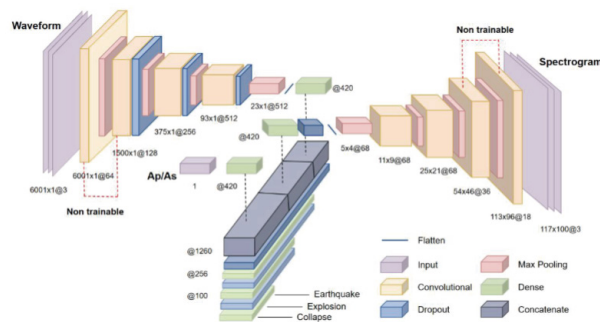 Waveform
Non trainable
Spectrogram
@420
23x1@512
93x1@512
375x1@256
1500x1@128
6001x1@64
6001x1@3
Non trainable
@420
5x4@68
11x9@68
25x21@68
54x46@36
113x96@18
117x100@3
Ap/As
1
@420
@1260
@256
@100
Earthquake
Explosion
Collapse
Flatten
Input
Max Pooling
Convolutional
Dense
Dropout
Concatenate